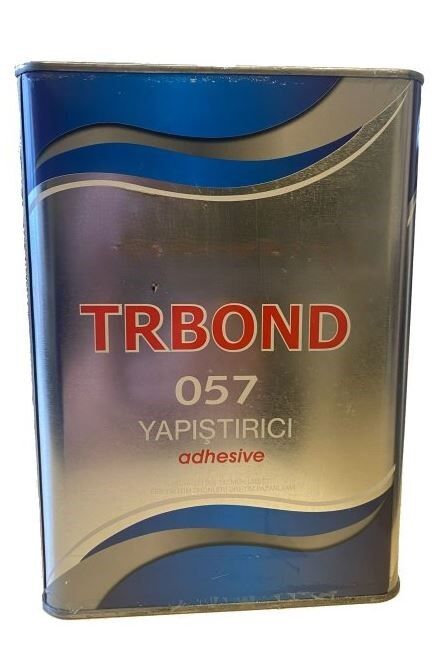 TRBOND
057
YAPIŞTIRICI
adhesive